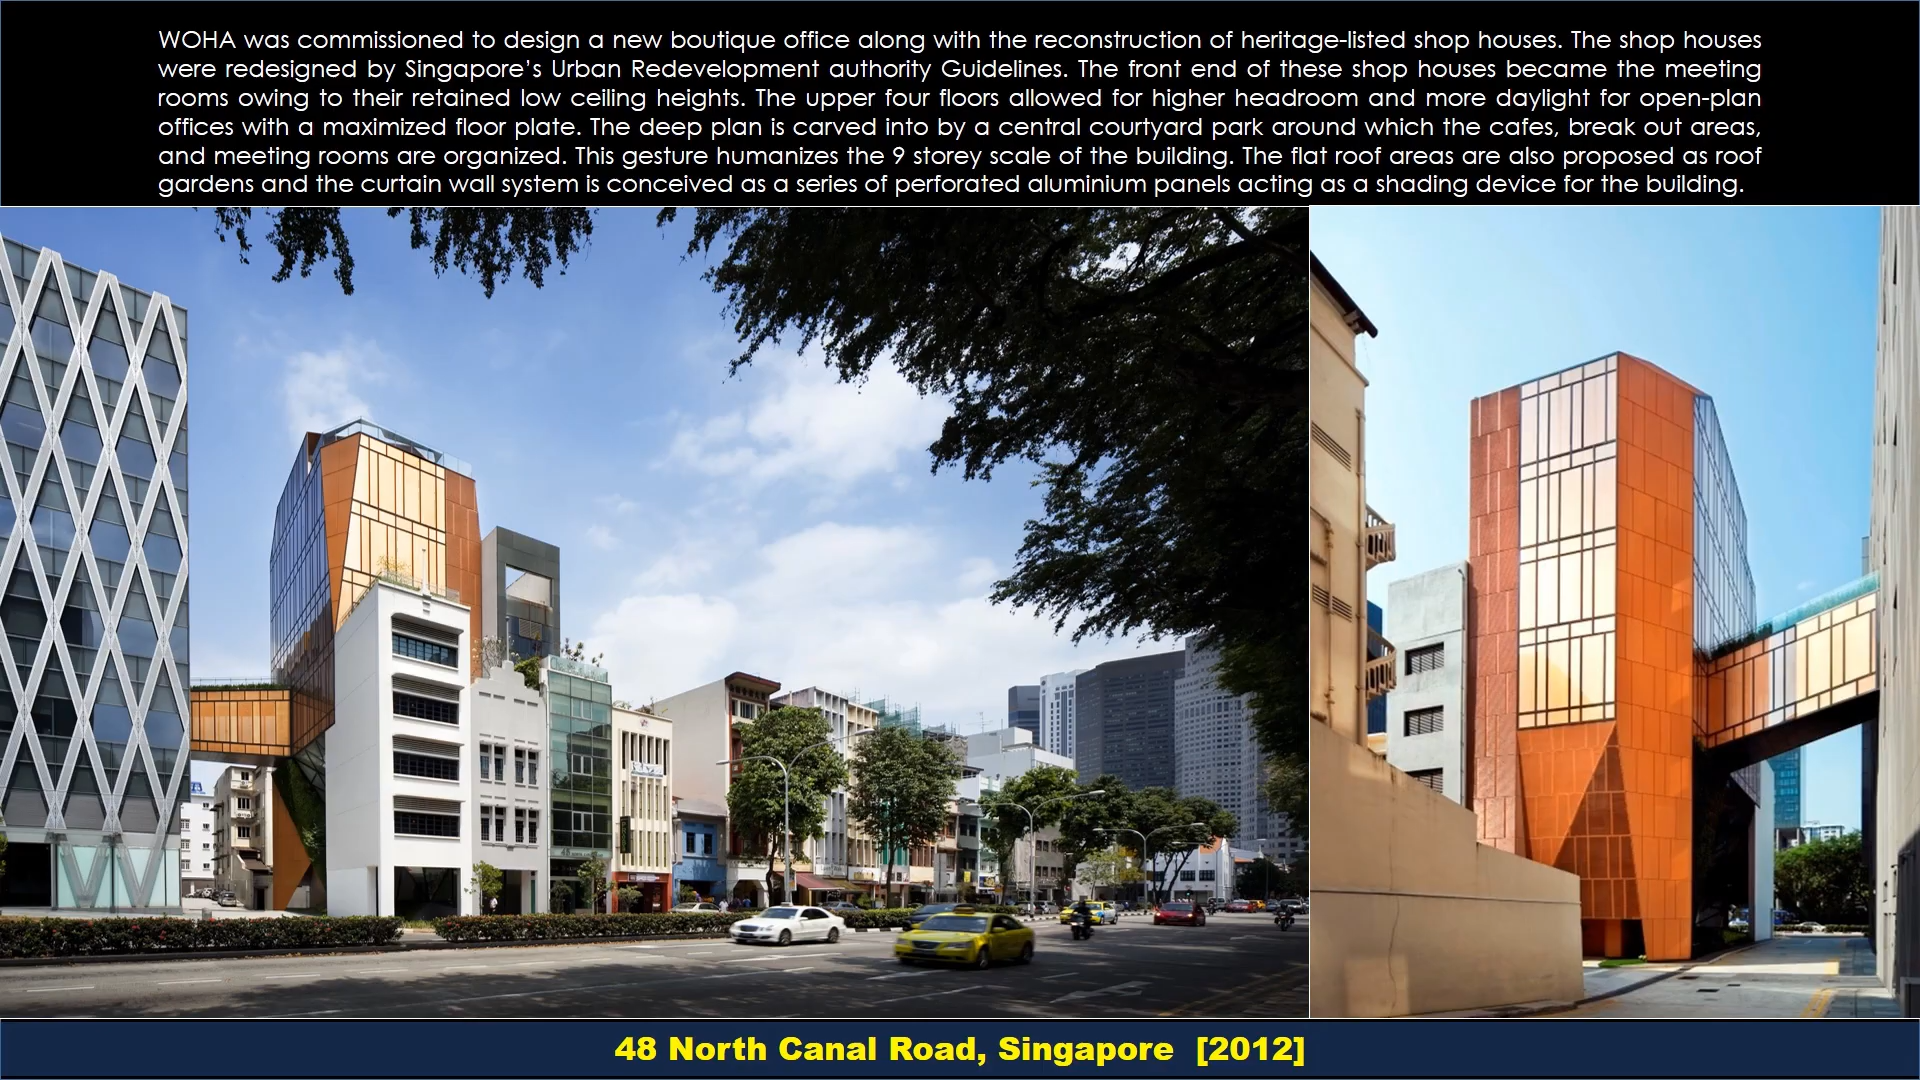 WOHA was commissioned to design a new boutique office along with the reconstruction of heritage-listed shop houses. The shop houses
were redesigned by Singapore’s Urban Redevelopment authority Guidelines. The front end of these shop houses became the meeting
rooms owing to their retained low ceiling heights. The upper four floors allowed for higher headroom and more daylight for open-plan
offices with a maximized floor plate. The deep plan is carved into by a central courtyard park around which the cafes, break out areas,
and meeting rooms are organized. This gesture humanizes the 9 storey scale of the building. The flat roof areas are also proposed as roof
gardens and the curtain wall system is conceived as a series of perforated aluminium panels acting as a shading device for the building.
48 North Canal Road, Singapore [2012]